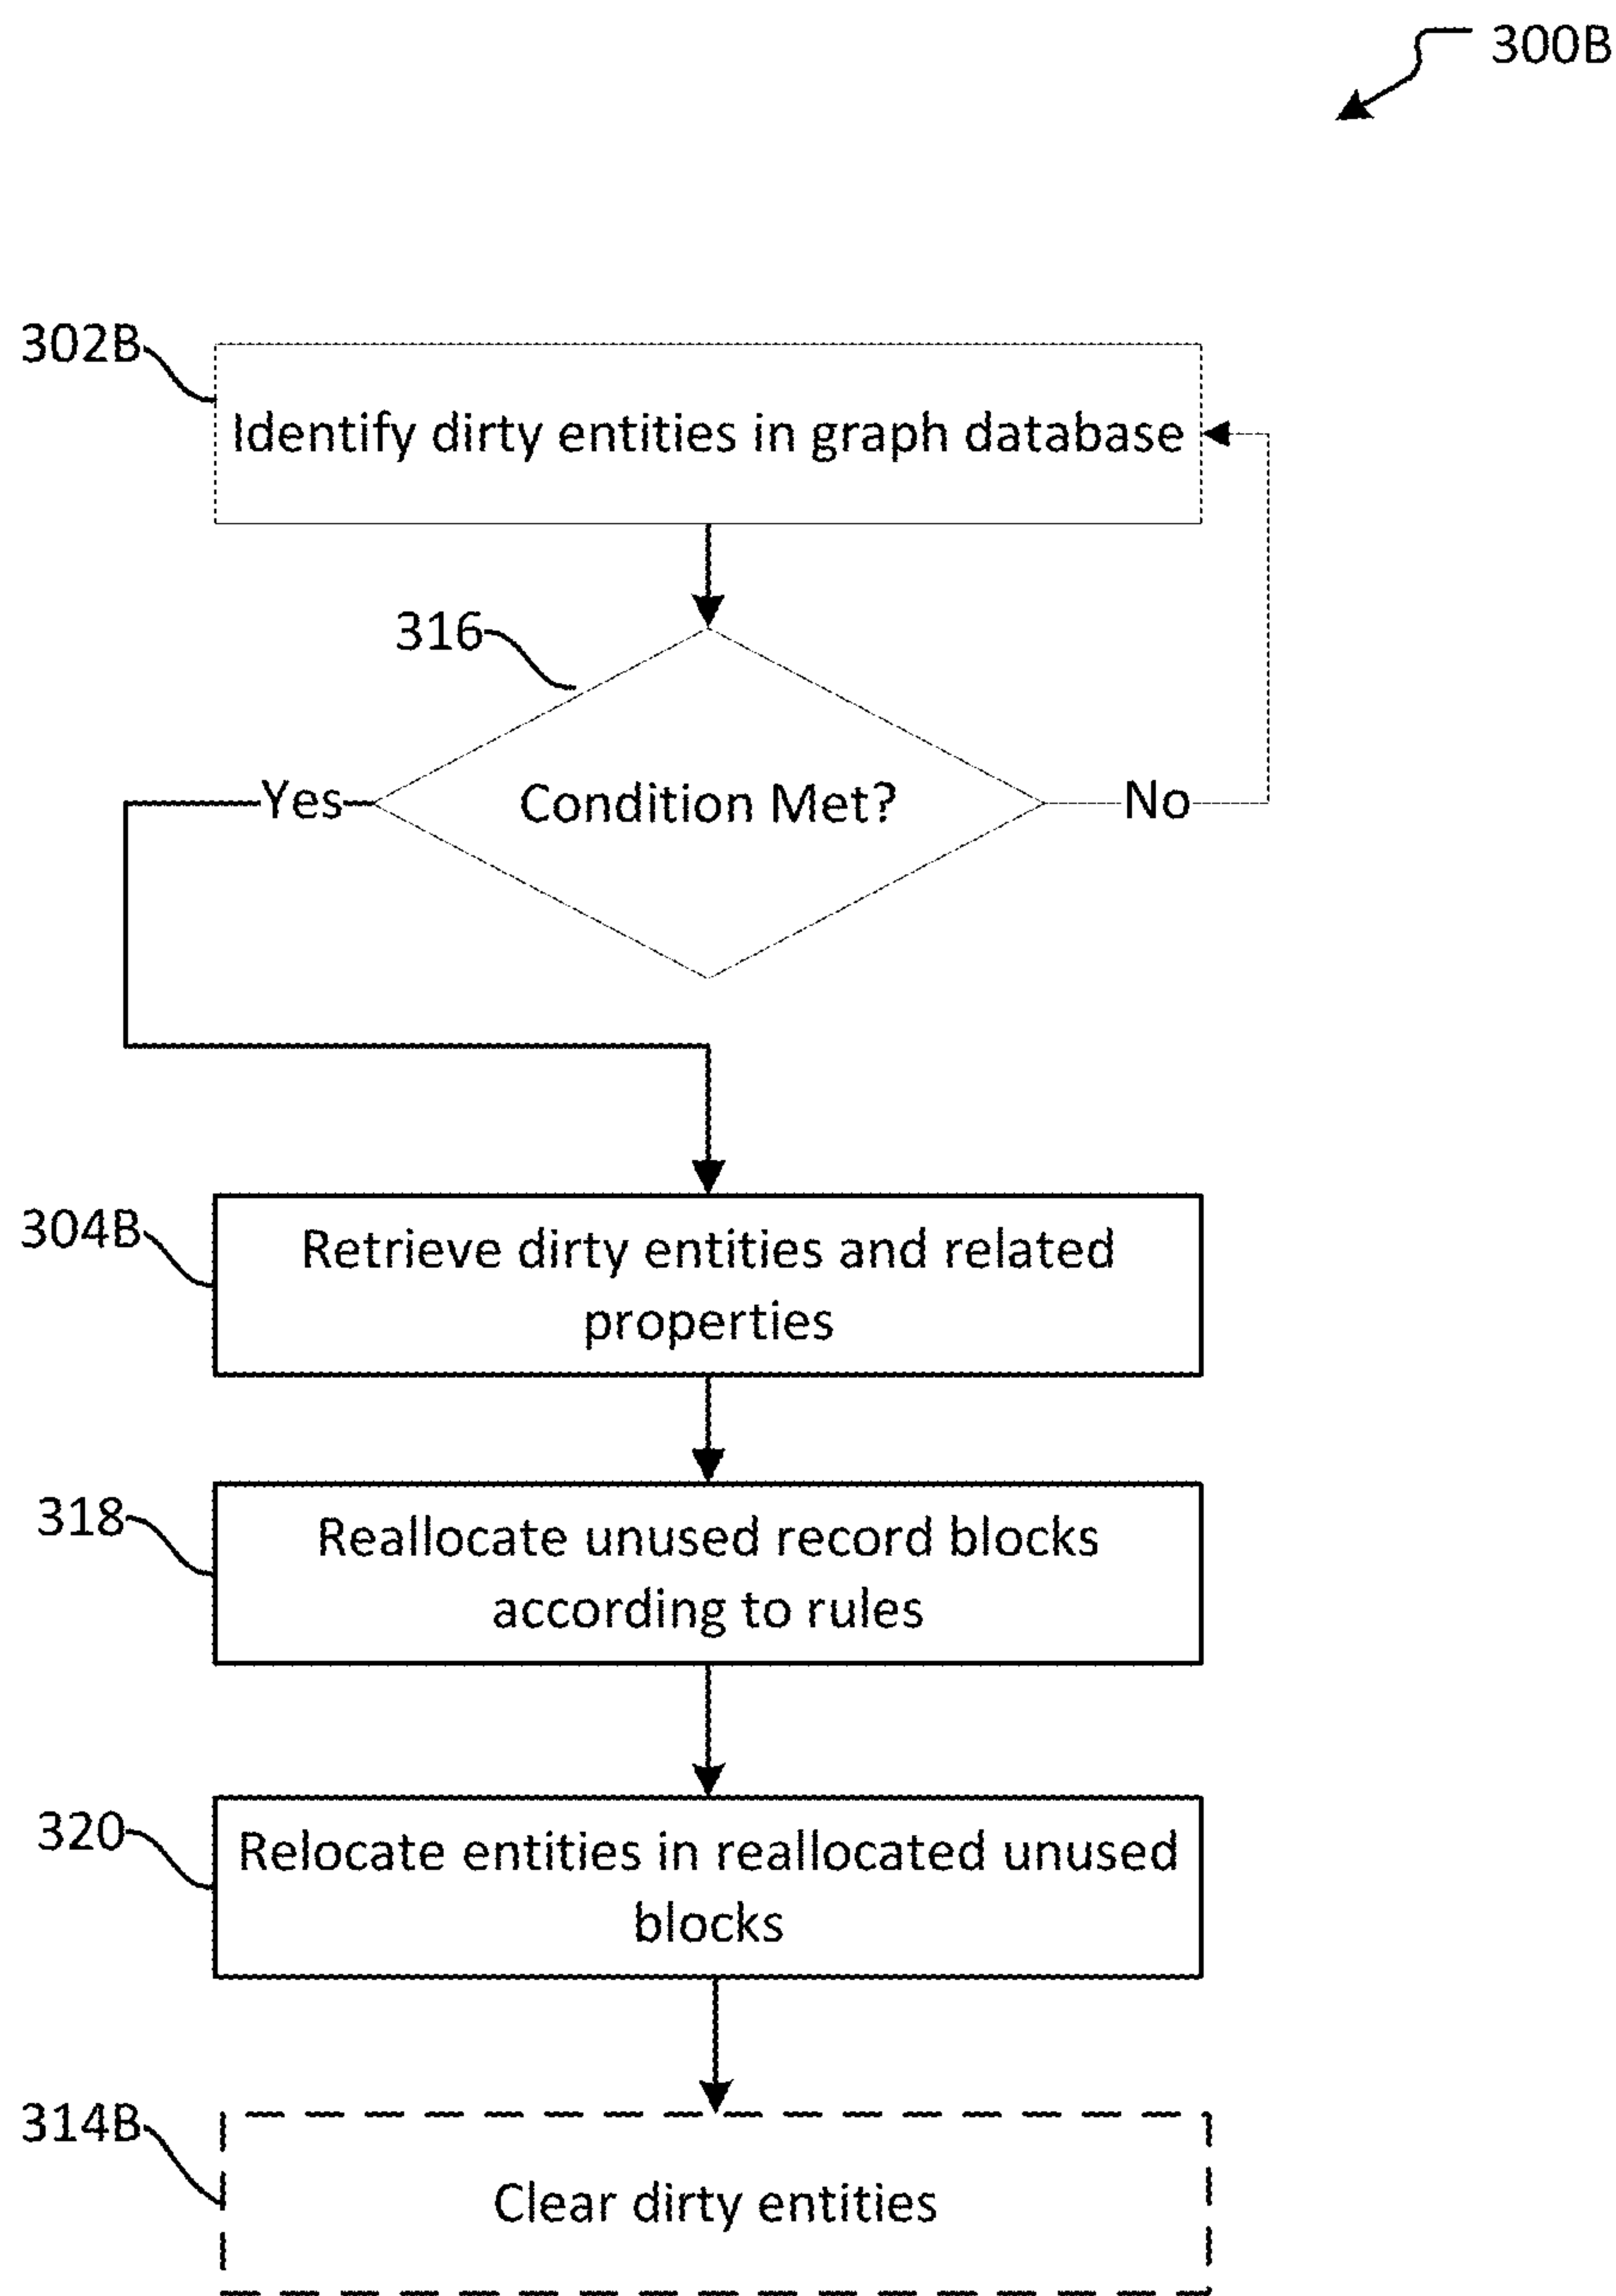 300B
302B
Identify dirty entities in graph database
316
Condition Met?
Yes
No
304B
Retrieve dirty entities and related
properties
318
Reallocate unused record blocks
according to rules
320
Relocate entities in reallocated unused
blocks
314B
Clear dirty entities